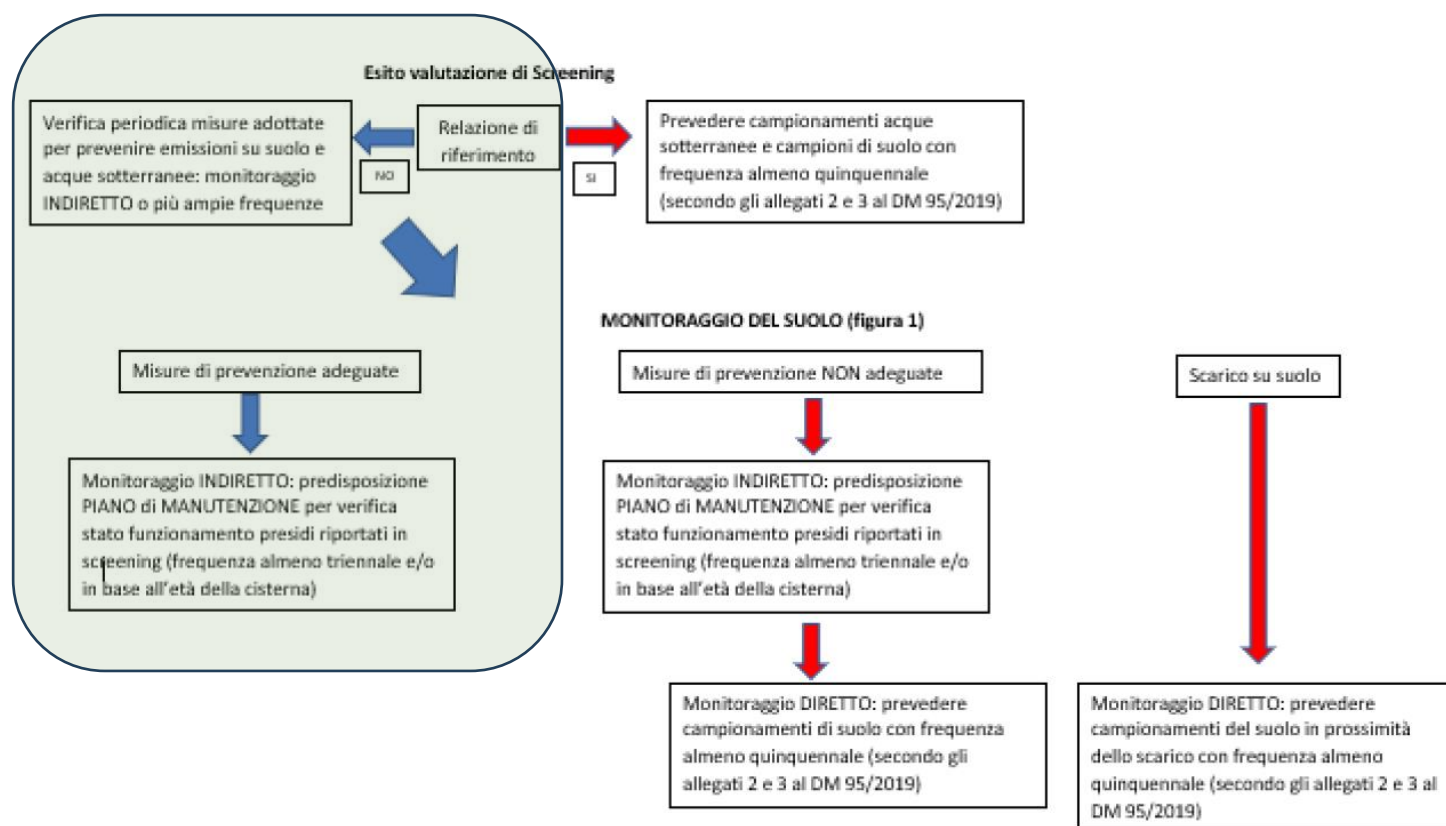 Esito valutazione di Screening
Verifica periodica misure adottate
per prevenire emissioni su suolo e
acque sotterranee: monitoraggio
INDIRETTO o più ampie frequenze
NO
Relazione di
riferimento
SI
Prevedere campionamenti acque
sotterranee e campioni di suolo con
frequenza almeno quinquennale
(secondo gli allegati 2 e 3 al DM 95/2019)
MONITORAGGIO DEL SUOLO (figura 1)
Misure di prevenzione adeguate
Monitoraggio INDIRETTO: predisposizione
PIANO di MANUTENZIONE per verifica
stato funzionamento presidi riportati in
screening (frequenza almeno triennale e/o
in base all'età della cisterna)
Misure di prevenzione NON adeguate
Monitoraggio INDIRETTO: predisposizione
PIANO di MANUTENZIONE per verifica
stato funzionamento presidi riportati in
screening (frequenza almeno triennale e/o
in base all'età della cisterna)
Monitoraggio DIRETTO: prevedere
campionamenti di suolo con frequenza
almeno quinquennale (secondo gli
allegati 2 e 3 al DM 95/2019)
Scarico su suolo
Monitoraggio DIRETTO: prevedere
campionamenti del suolo in prossimità
dello scarico con frequenza almeno
quinquennale (secondo gli allegati 2 e 3 al
DM 95/2019)